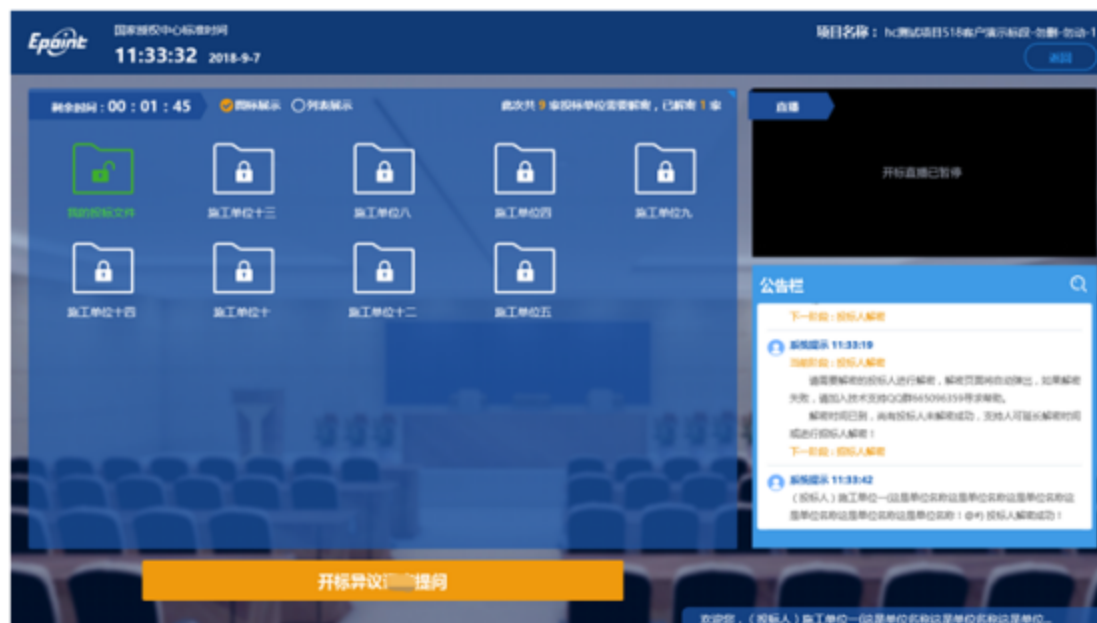 Epoint
国家授权中心标准时间
11:33:32 2018-9-7
项目名称：hc测试项目518客户演示标段-勿删-勿动-1
返回
剩余时间：00：01：45
图标展示
列表展示
此次共 9 家投标单位需要解密，已解密 1 家
直播
开标直播已暂停
我的投标文件
施工单位十三
施工单位八
施工单位四
施工单位九
施工单位十四
施工单位十
施工单位十二
施工单位五
公告栏
下一阶段：投标人解密
系统提示 11:33:19
当前阶段：投标人解密
请需要解密的投标人进行解密，解密页面将自动弹出，如果解密
失败，请加入技术支持QQ群665096359寻求帮助。
解密时间已到，尚有投标人未解密成功，主持人可延长解密时间
或进行投标人解密！
下一阶段：投标人解密
系统提示 11:33:42
（投标人）施工单位一(这是单位名称这是单位名称这是单位名称这
是单位名称这是单位名称这是单位名称！@#) 投标人解密成功！
开标异议 提问
欢迎您，（投标人）施工单位一(这是单位名称这是单位名称这是单位...